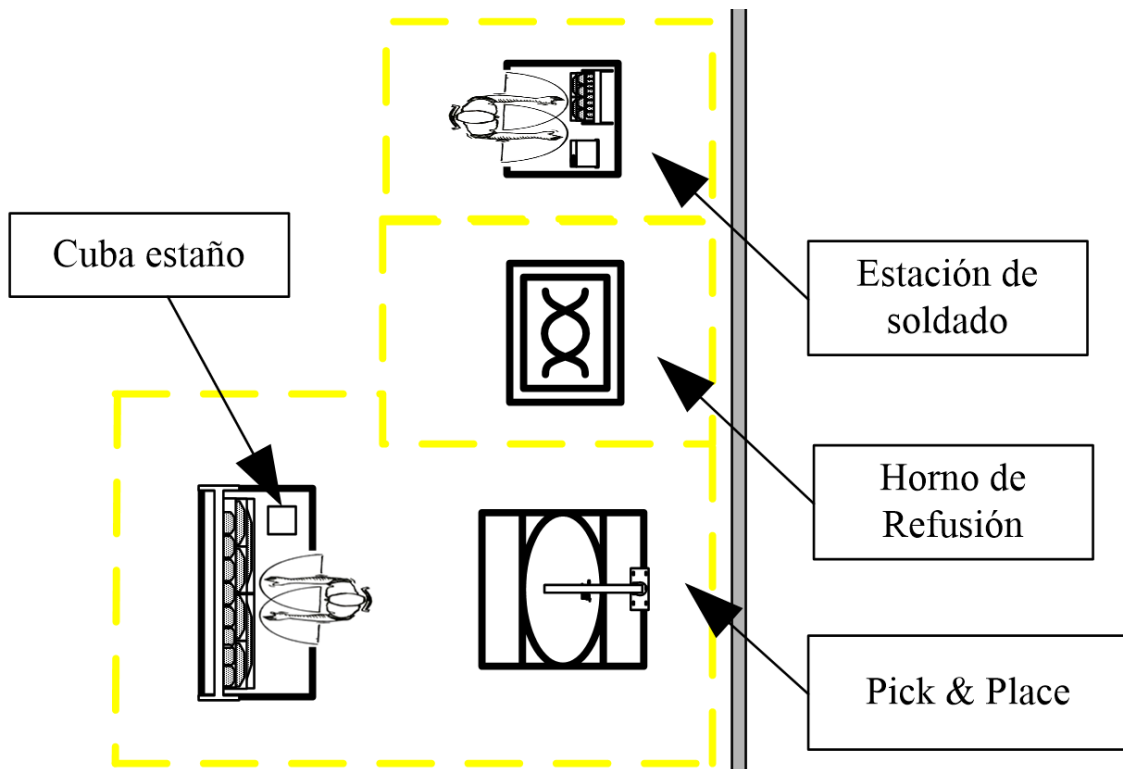 Cuba estaño
Estación de
soldado
Horno de
Refusión
Pick & Place